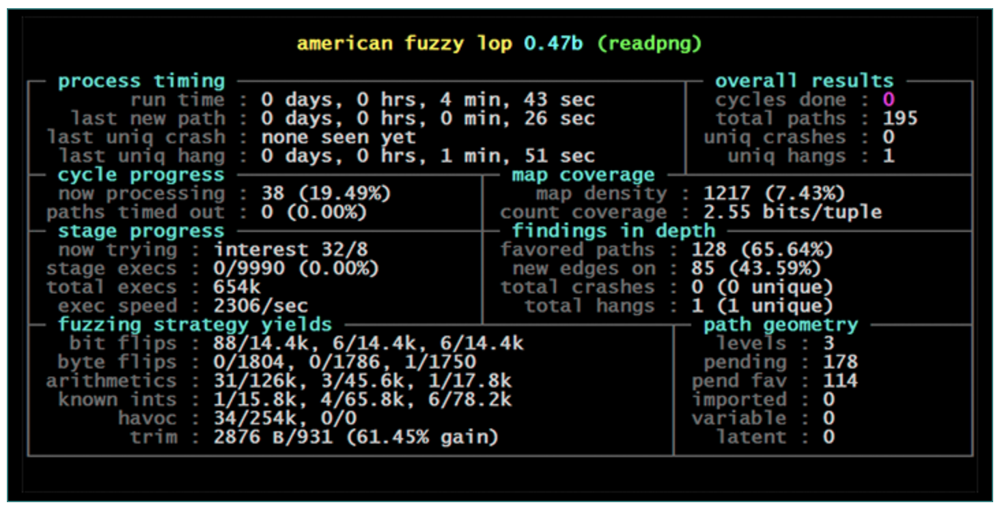 american fuzzy lop 0.47b (readpng)
process timing
run time : 0 days, 0 hrs, 4 min, 43 sec
last new path : 0 days, 0 hrs, 0 min, 26 sec
last uniq crash : none seen yet
last uniq hang : 0 days, 0 hrs, 1 min, 51 sec
overall results
cycles done : 0
total paths : 195
uniq crashes : 0
uniq hangs : 1
cycle progress
now processing : 38 (19.49%)
paths timed out : 0 (0.00%)
map coverage
map density : 1217 (7.43%)
count coverage : 2.55 bits/tuple
stage progress
now trying : interest 32/8
stage execs : 0/9990 (0.00%)
total execs : 654k
exec speed : 2306/sec
findings in depth
favored paths : 128 (65.64%)
new edges on : 85 (43.59%)
total crashes : 0 (0 unique)
total hangs : 1 (1 unique)
fuzzing strategy yields
bit flips : 88/14.4k, 6/14.4k, 6/14.4k
byte flips : 0/1804, 0/1786, 1/1750
arithmetics : 31/126k, 3/45.6k, 1/17.8k
known ints : 1/15.8k, 4/65.8k, 6/78.2k
havoc : 34/254k, 0/0
trim : 2876 B/931 (61.45% gain)
path geometry
levels : 3
pending : 178
pend fav : 114
imported : 0
variable : 0
latent : 0